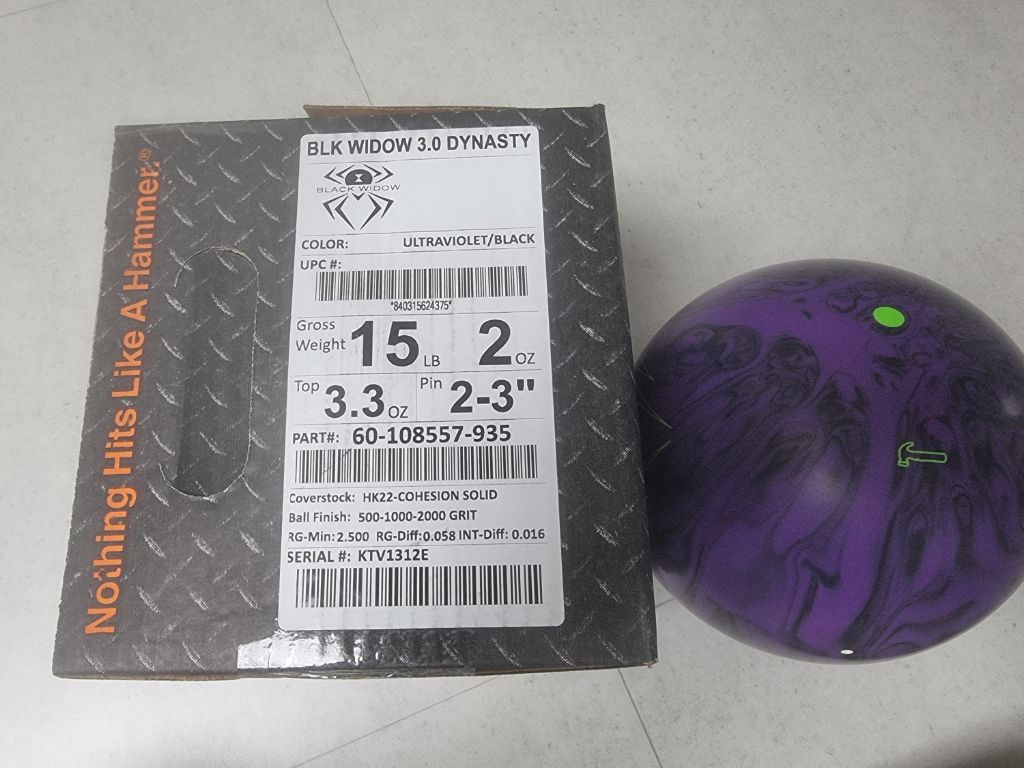 Nothing Hits Like A Hammer.®
BLK WIDOW 3.0 DYNASTY
BLACK WIDOW
COLOR: ULTRAVIOLET/BLACK
UPC #:
*840315624375*
Gross Weight 15 LB 2 OZ
Top 3.3 OZ Pin 2-3"
PART#: 60-108557-935
Coverstock: HK22-COHESION SOLID
Ball Finish: 500-1000-2000 GRIT
RG-Min: 2.500 RG-Diff: 0.058 INT-Diff: 0.016
SERIAL #: KTV1312E